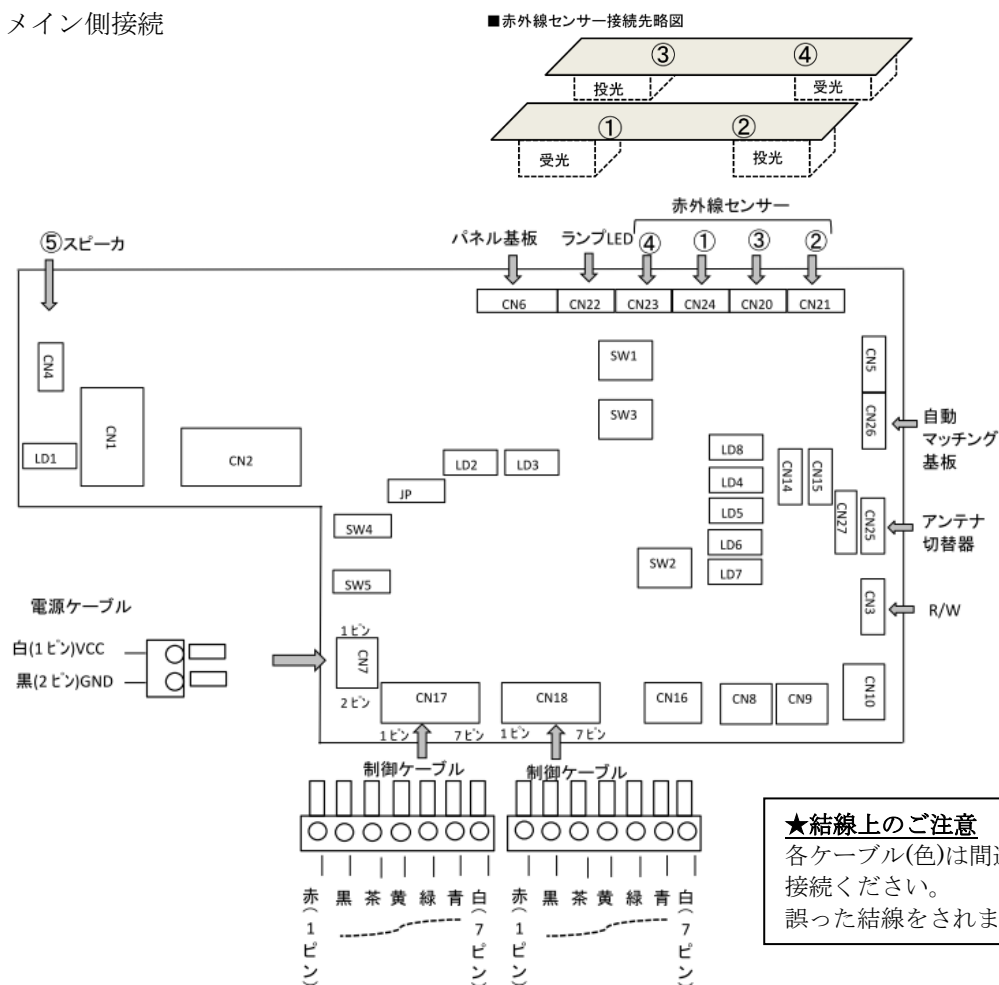 メイン側接続
■赤外線センサー接続先略図
③ ④
投光 受光
① ②
受光 投光
赤外線センサー
⑤スピーカ
パネル基板 ランプLED ④ ① ③ ②
CN6 CN22 CN23 CN24 CN20 CN21
CN4
CN1
CN2
LD1
SW1
SW3
CN5
CN26
自動
マッチング
基板
LD2 LD3
JP
SW4
SW5
LD8
LD4
LD5
LD6
LD7
CN14 CN15
CN27 CN25
アンテナ
切替器
SW2
CN3
R/W
電源ケーブル
白(1ピン)VCC
黒(2ピン)GND
1ピン
CN7
2ピン
CN17 CN18 CN16 CN8 CN9 CN10
1ピン 7ピン 1ピン 7ピン
制御ケーブル 制御ケーブル
赤(1ピン) 黒 茶 黄 緑 青 白(7ピン)
赤(1ピン) 黒 茶 黄 緑 青 白(7ピン)
★結線上のご注意
各ケーブル(色)は間
接続ください。
誤った結線をされま